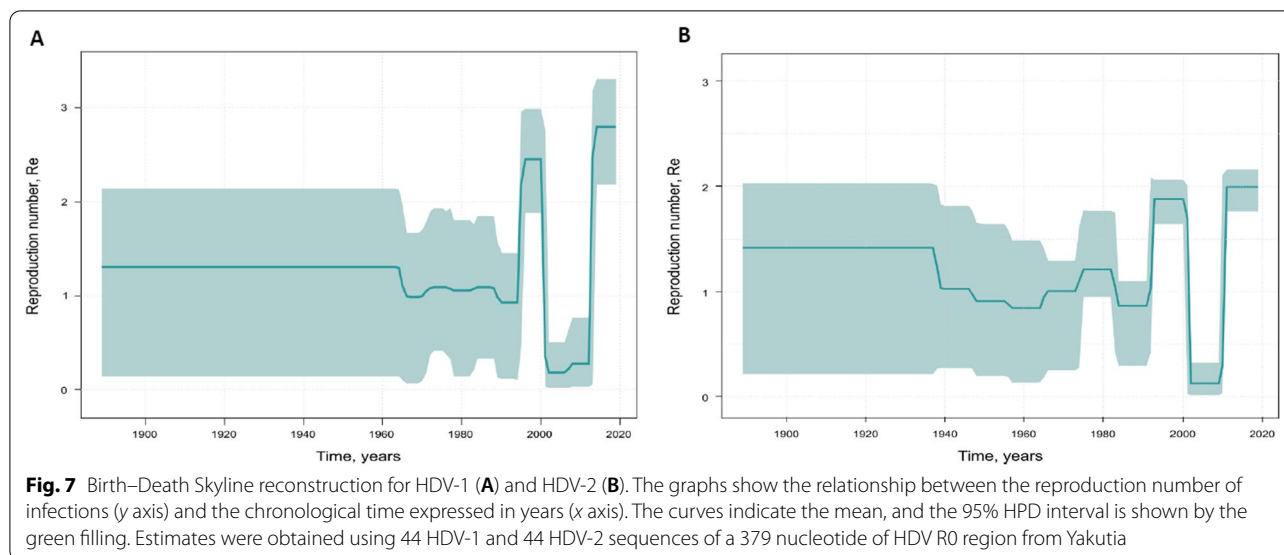 A
Reproduction number, Re
3
2
1
0
1900 1920 1940 1960 1980 2000 2020
Time, years
B
Reproduction number, Re
3
2
1
0
1900 1920 1940 1960 1980 2000 2020
Time, years
Fig. 7 Birth–Death Skyline reconstruction for HDV-1 (A) and HDV-2 (B). The graphs show the relationship between the reproduction number of
infections (y axis) and the chronological time expressed in years (x axis). The curves indicate the mean, and the 95% HPD interval is shown by the
green filling. Estimates were obtained using 44 HDV-1 and 44 HDV-2 sequences of a 379 nucleotide of HDV R0 region from Yakutia